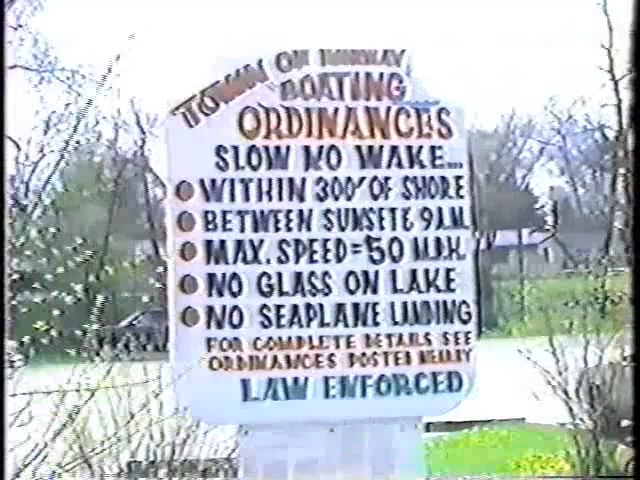 TOWN OF NORWAY
BOATING
ORDINANCES
SLOW NO WAKE...
WITHIN 300' OF SHORE
BETWEEN SUNSET & 9 A.M.
MAX. SPEED = 50 M.P.H.
NO GLASS ON LAKE
NO SEAPLANE LANDING
FOR COMPLETE DETAILS SEE
ORDINANCES POSTED NEARBY
LAW ENFORCED